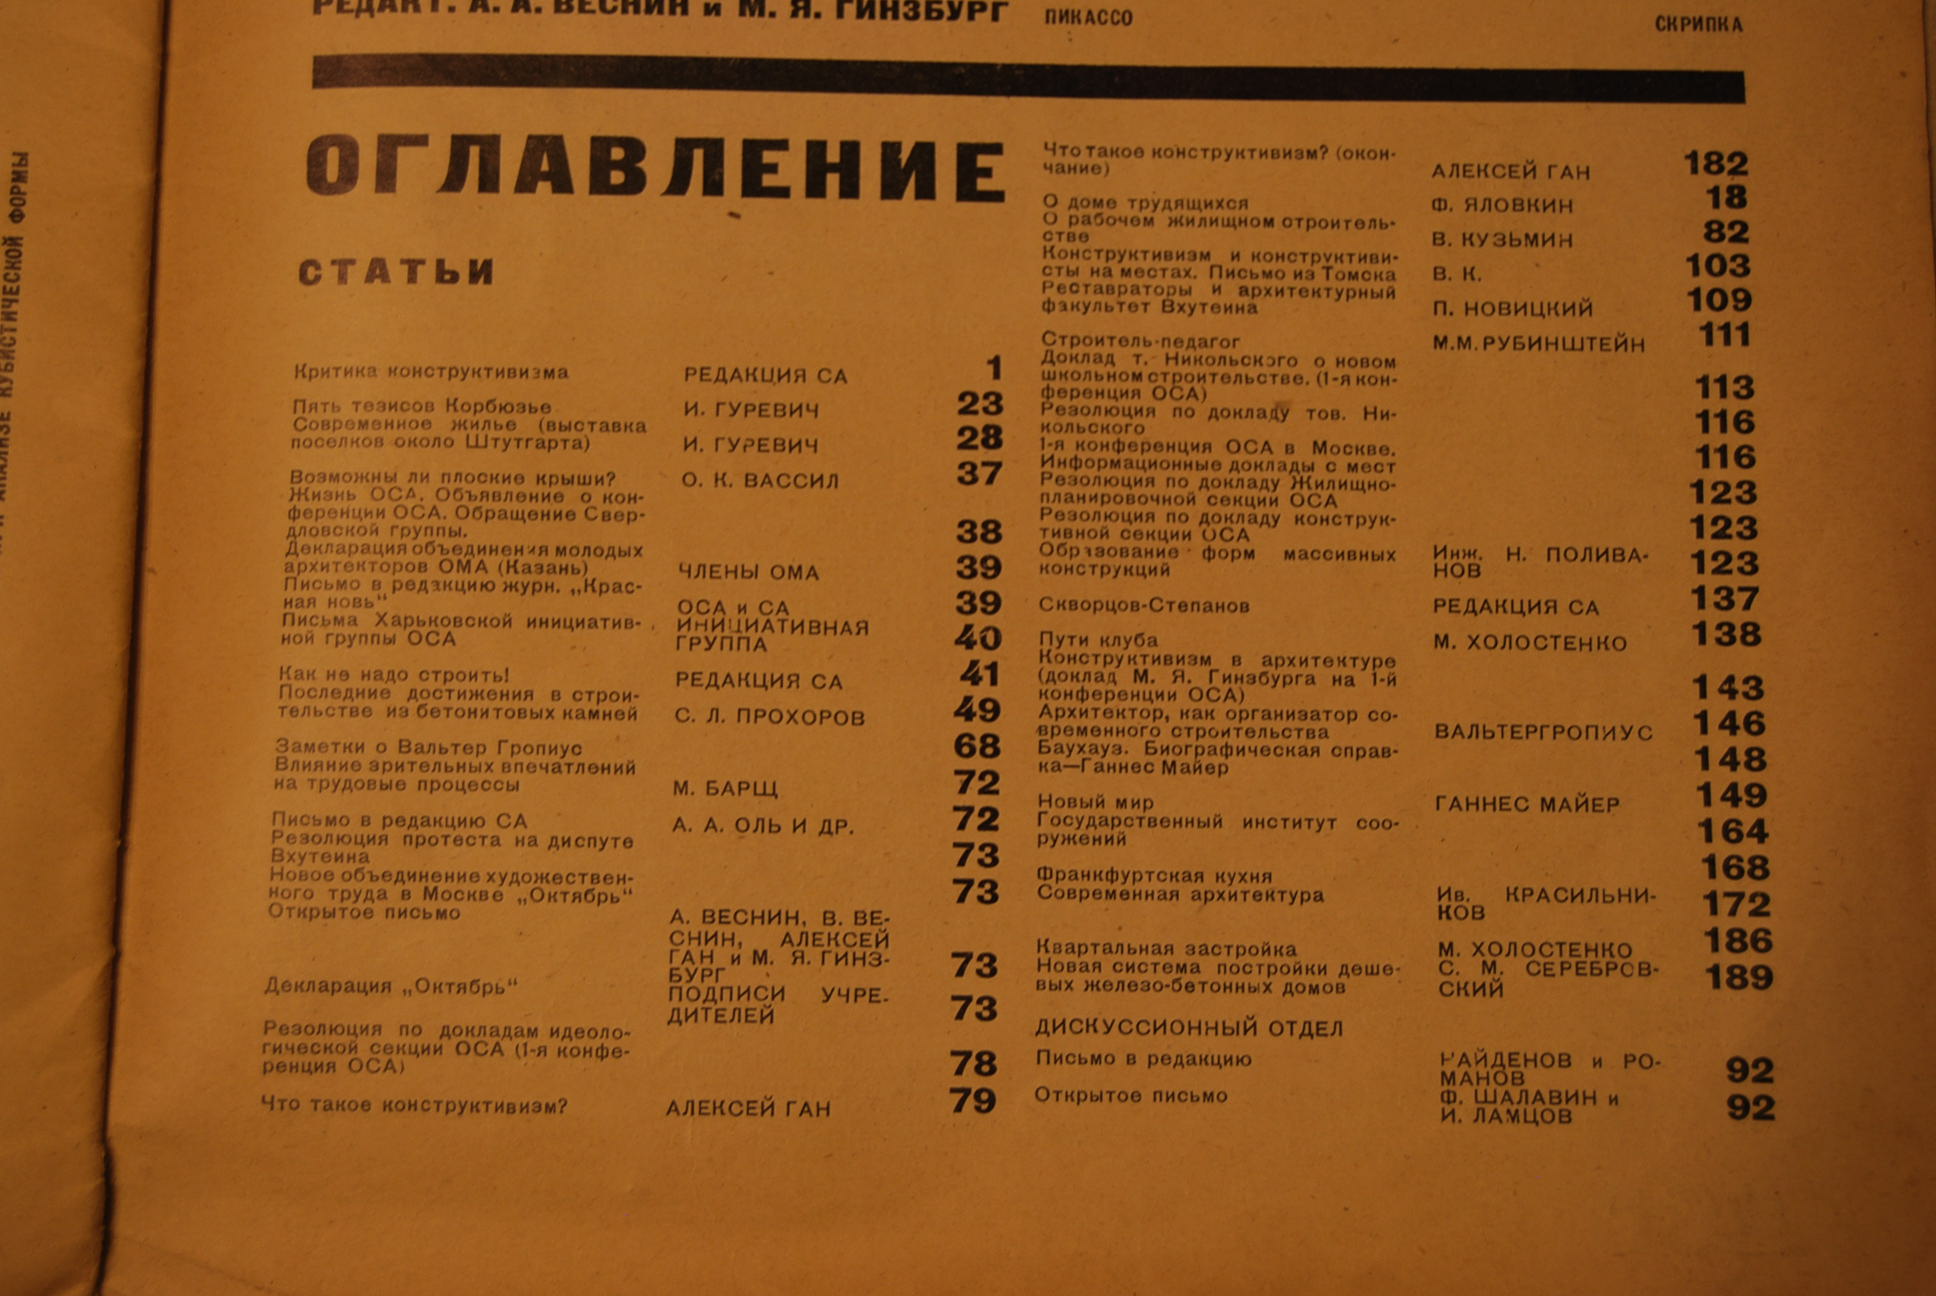 РЕДАКТ. А. А. ВЕСНИН и М. Я. ГИНЗБУРГ
ПИКАССО
СКРИПКА
КУБИСТИЧЕСКОЙ ФОРМЫ
ОГЛАВЛЕНИЕ
СТАТЬИ
Критика конструктивизма РЕДАКЦИЯ СА 1
Пять тезисов Корбюзье И. ГУРЕВИЧ 23
Современное жилье (выставка
поселков около Штутгарта) И. ГУРЕВИЧ 28
Возможны ли плоские крыши? О. К. ВАССИЛ 37
Жизнь ОСА. Объявление о кон-
ференции ОСА. Обращение Свер-
дловской группы. 38
Декларация объединения молодых
архитекторов ОМА (Казань) ЧЛЕНЫ ОМА 39
Письмо в редакцию журн. „Крас-
ная новь“ ОСА и СА 39
Письма Харьковской инициатив- ИНИЦИАТИВНАЯ
ной группы ОСА ГРУППА 40
Как не надо строить! РЕДАКЦИЯ СА 41
Последние достижения в строи-
тельстве из бетонитовых камней С. Л. ПРОХОРОВ 49
Заметки о Вальтер Гропиус 68
Влияние зрительных впечатлений
на трудовые процессы М. БАРЩ 72
Письмо в редакцию СА А. А. ОЛЬ И ДР. 72
Резолюция протеста на диспуте
Вхутеина 73
Новое объединение художествен-
ного труда в Москве „Октябрь“ 73
Открытое письмо А. ВЕСНИН, В. ВЕ-
СНИН, АЛЕКСЕЙ
ГАН и М. Я. ГИНЗ-
БУРГ 73
Декларация „Октябрь“ ПОДПИСИ УЧРЕ-
ДИТЕЛЕЙ 73
Резолюция по докладам идеоло-
гической секции ОСА (1-я конфе-
ренция ОСА) 78
Что такое конструктивизм? АЛЕКСЕЙ ГАН 79
Что такое конструктивизм? (окон-
чание) АЛЕКСЕЙ ГАН 182
О доме трудящихся Ф. ЯЛОВКИН 18
О рабочем жилищном строитель-
стве В. КУЗЬМИН 82
Конструктивизм и конструктиви-
сты на местах. Письмо из Томска В. К. 103
Реставраторы и архитектурный
факультет Вхутеина П. НОВИЦКИЙ 109
Строитель-педагог М.М.РУБИНШТЕЙН 111
Доклад т. Никольского о новом
школьном строительстве. (1-я кон-
ференция ОСА) 113
Резолюция по докладу тов. Ни-
кольского 116
1-я конференция ОСА в Москве.
Информационные доклады с мест 116
Резолюция по докладу Жилищно-
планировочной секции ОСА 123
Резолюция по докладу конструк-
тивной секции ОСА 123
Образование форм массивных Инж. Н. ПОЛИВА-
конструкций НОВ 123
Скворцов-Степанов РЕДАКЦИЯ СА 137
Пути клуба М. ХОЛОСТЕНКО 138
Конструктивизм в архитектуре
(доклад М. Я. Гинзбурга на 1-й
конференции ОСА) 143
Архитектор, как организатор со-
временного строительства ВАЛЬТЕРГРОПИУС 146
Баухауз. Биографическая справ-
ка—Ганнес Майер 148
Новый мир ГАННЕС МАЙЕР 149
Государственный институт соо-
ружений 164
Франкфуртская кухня 168
Современная архитектура Ив. КРАСИЛЬНИ-
КОВ 172
Квартальная застройка М. ХОЛОСТЕНКО 186
Новая система постройки деше- С. М. СЕРЕБРОВ-
вых железо-бетонных домов СКИЙ 189
ДИСКУССИОННЫЙ ОТДЕЛ
Письмо в редакцию НАЙДЕНОВ и РО-
МАНОВ 92
Открытое письмо Ф. ШАЛАВИН и
И. ЛАМЦОВ 92